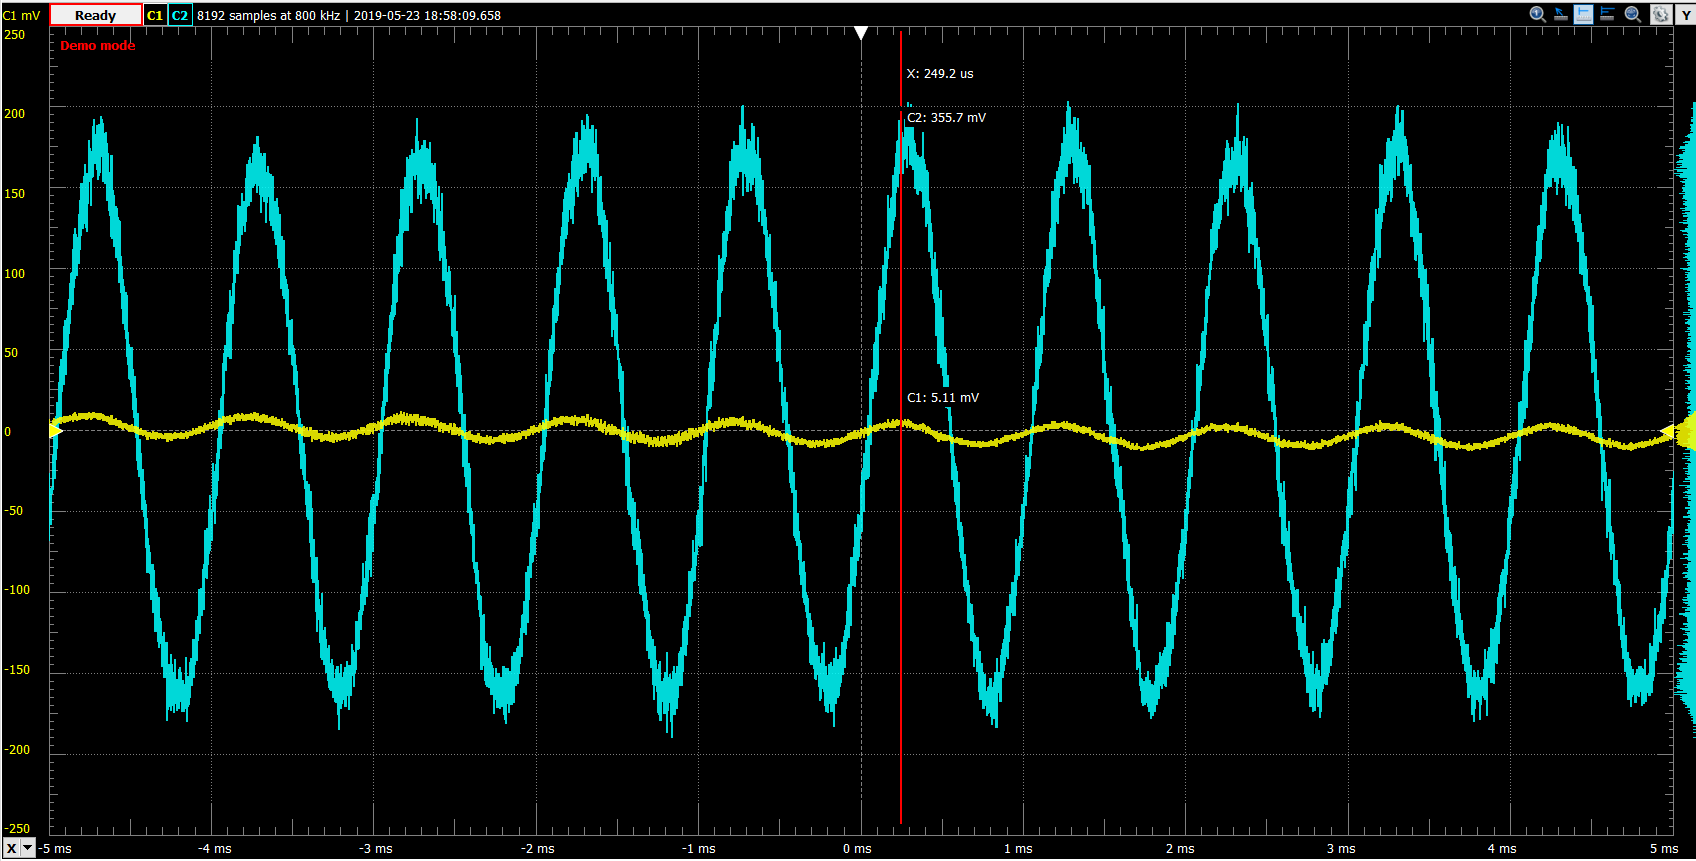 C1 mV Ready C1 C2 8192 samples at 800 kHz | 2019-05-23 18:58:09.658 Y
250
Demo mode
X: 249.2 us
200
C2: 355.7 mV
150
100
50
C1: 5.11 mV
0
-50
-100
-150
-200
-250
X -5 ms -4 ms -3 ms -2 ms -1 ms 0 ms 1 ms 2 ms 3 ms 4 ms 5 ms